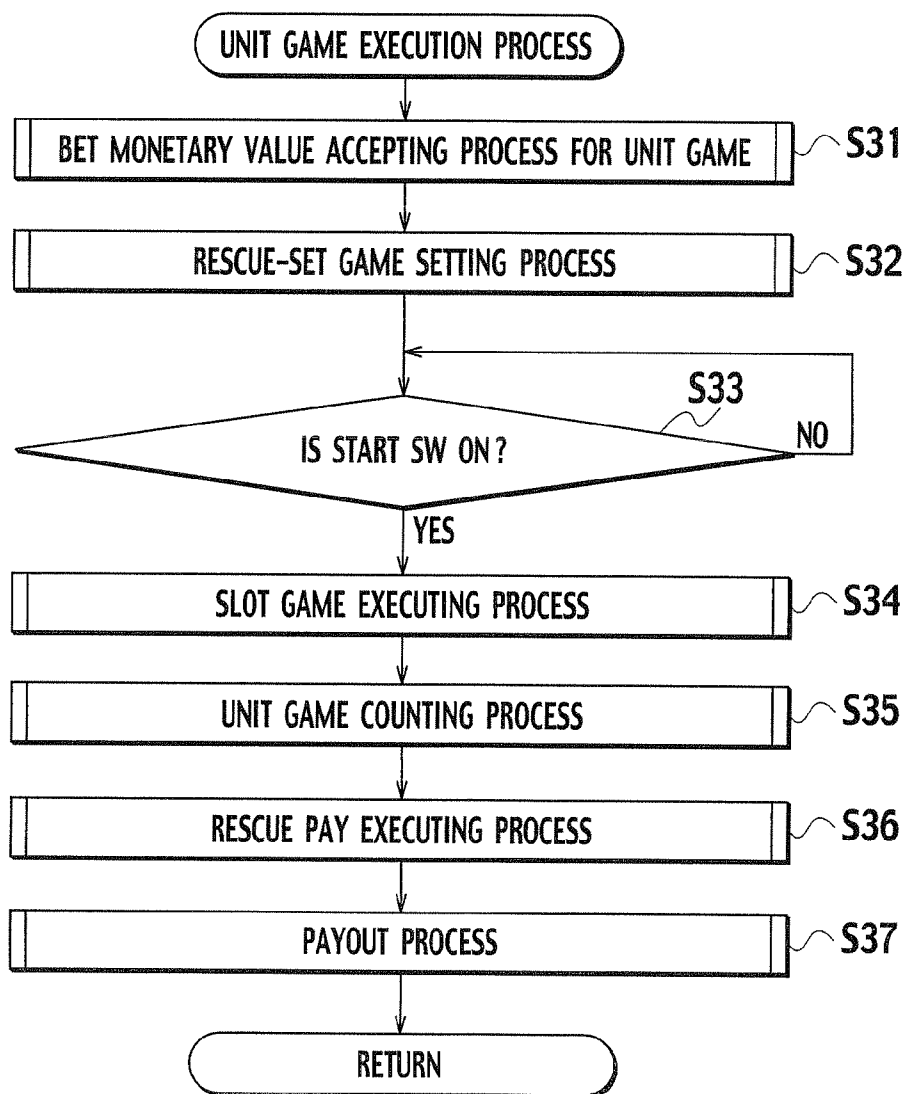 UNIT GAME EXECUTION PROCESS
BET MONETARY VALUE ACCEPTING PROCESS FOR UNIT GAME
S31
RESCUE-SET GAME SETTING PROCESS
S32
S33
IS START SW ON?
NO
YES
SLOT GAME EXECUTING PROCESS
S34
UNIT GAME COUNTING PROCESS
S35
RESCUE PAY EXECUTING PROCESS
S36
PAYOUT PROCESS
S37
RETURN